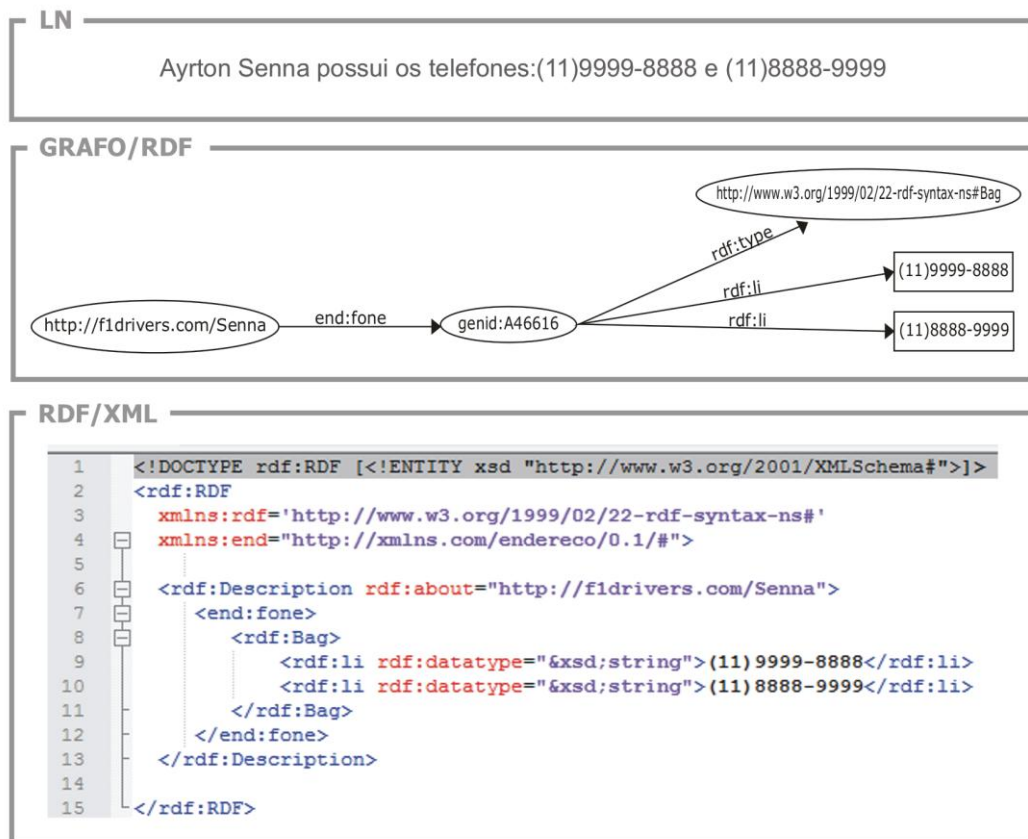 LN
Ayrton Senna possui os telefones:(11)9999-8888 e (11)8888-9999
GRAFO/RDF
http://www.w3.org/1999/02/22-rdf-syntax-ns#Bag
rdf:type
(11)9999-8888
rdf:li
http://f1drivers.com/Senna
end:fone
genid:A46616
rdf:li
(11)8888-9999
RDF/XML
1 <!DOCTYPE rdf:RDF [<!ENTITY xsd "http://www.w3.org/2001/XMLSchema#">]>
2 <rdf:RDF
3 xmlns:rdf='http://www.w3.org/1999/02/22-rdf-syntax-ns#'
4 xmlns:end="http://xmlns.com/endereco/0.1/#">
5
6 <rdf:Description rdf:about="http://f1drivers.com/Senna">
7 <end:fone>
8 <rdf:Bag>
9 <rdf:li rdf:datatype="&xsd;string">(11)9999-8888</rdf:li>
10 <rdf:li rdf:datatype="&xsd;string">(11)8888-9999</rdf:li>
11 </rdf:Bag>
12 </end:fone>
13 </rdf:Description>
14
15 </rdf:RDF>